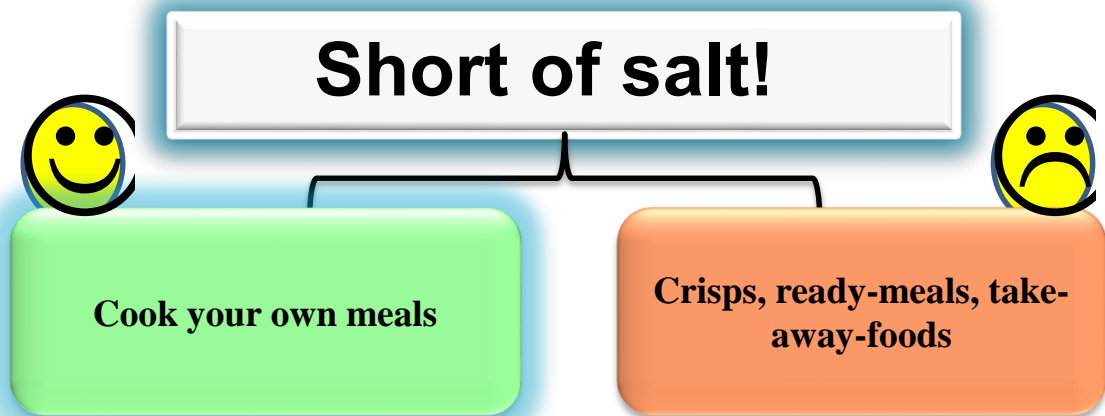 Short of salt!
Cook your own meals
Crisps, ready-meals, take-
away-foods